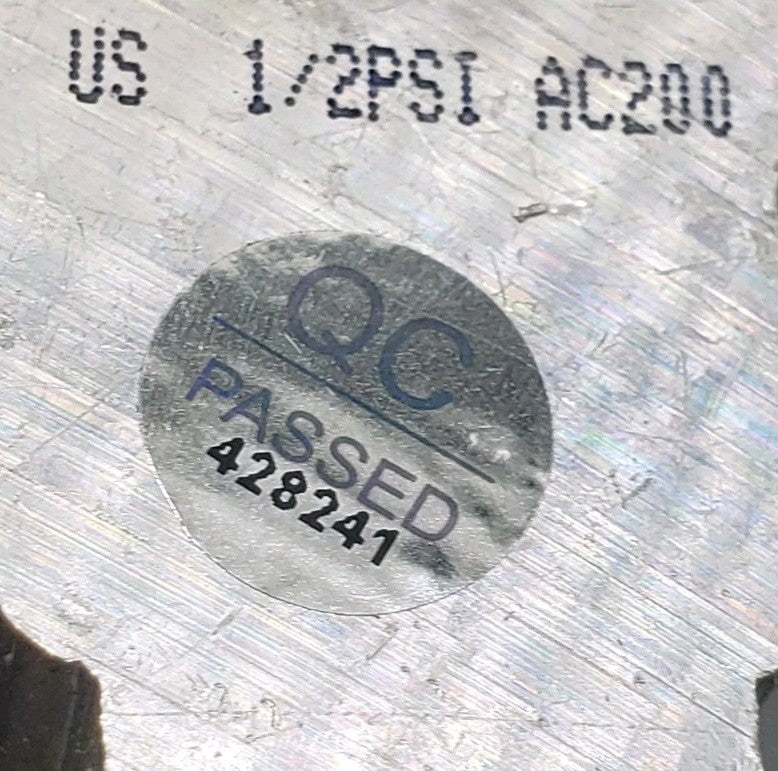 US 1/2PSI AC200
QC
PASSED
428241